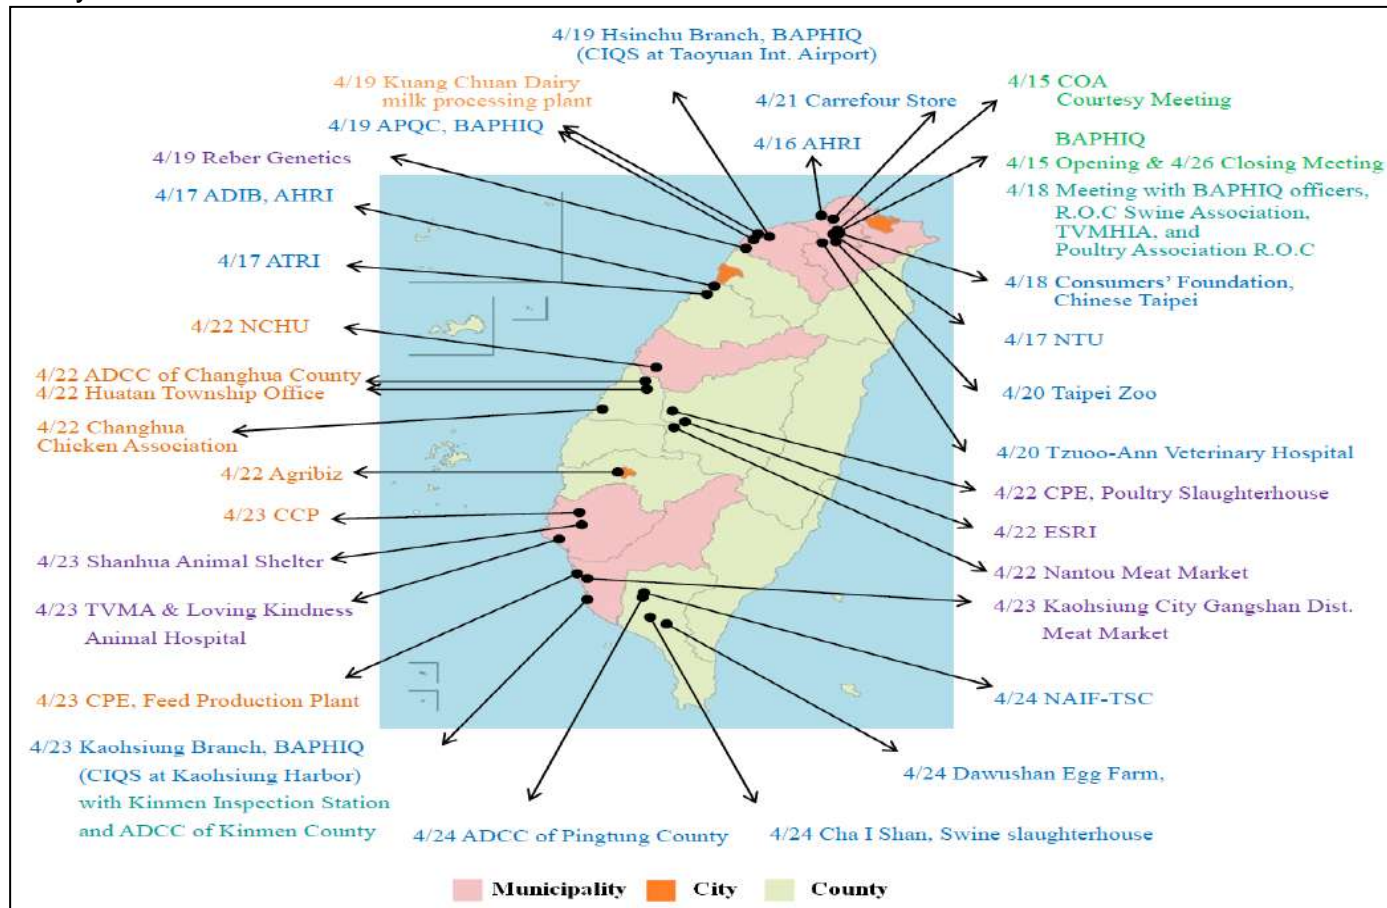 4/19 Hsinchu Branch, BAPHIQ
(CIQS at Taoyuan Int. Airport)
4/19 Kuang Chuan Dairy
milk processing plant
4/19 APQC, BAPHIQ
4/19 Reber Genetics
4/17 ADIB, AHRI
4/17 ATRI
4/22 NCHU
4/22 ADCC of Changhua County
4/22 Huatan Township Office
4/22 Changhua
Chicken Association
4/22 Agribiz
4/23 CCP
4/23 Shanhua Animal Shelter
4/23 TVMA & Loving Kindness
Animal Hospital
4/23 CPE, Feed Production Plant
4/23 Kaohsiung Branch, BAPHIQ
(CIQS at Kaohsiung Harbor)
with Kinmen Inspection Station
and ADCC of Kinmen County
4/21 Carrefour Store
4/16 AHRI
4/15 COA
Courtesy Meeting
BAPHIQ
4/15 Opening & 4/26 Closing Meeting
4/18 Meeting with BAPHIQ officers,
R.O.C Swine Association,
TVMHIA, and
Poultry Association R.O.C
4/18 Consumers' Foundation,
Chinese Taipei
4/17 NTU
4/20 Taipei Zoo
4/20 Tzuoo-Ann Veterinary Hospital
4/22 CPE, Poultry Slaughterhouse
4/22 ESRI
4/22 Nantou Meat Market
4/23 Kaohsiung City Gangshan Dist.
Meat Market
4/24 NAIF-TSC
4/24 Dawushan Egg Farm,
4/24 ADCC of Pingtung County
4/24 Cha I Shan, Swine slaughterhouse
Municipality
City
County